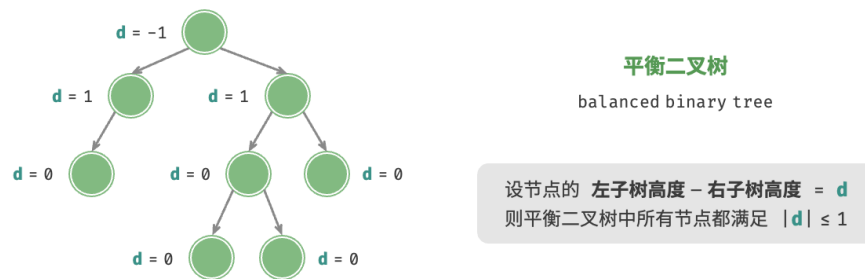 d = -1
d = 1
d = 1
d = 0
d = 0
d = 0
d = 0
d = 0
平衡二叉树
balanced binary tree
设节点的 左子树高度 – 右子树高度 = d
则平衡二叉树中所有节点都满足 |d| ≤ 1